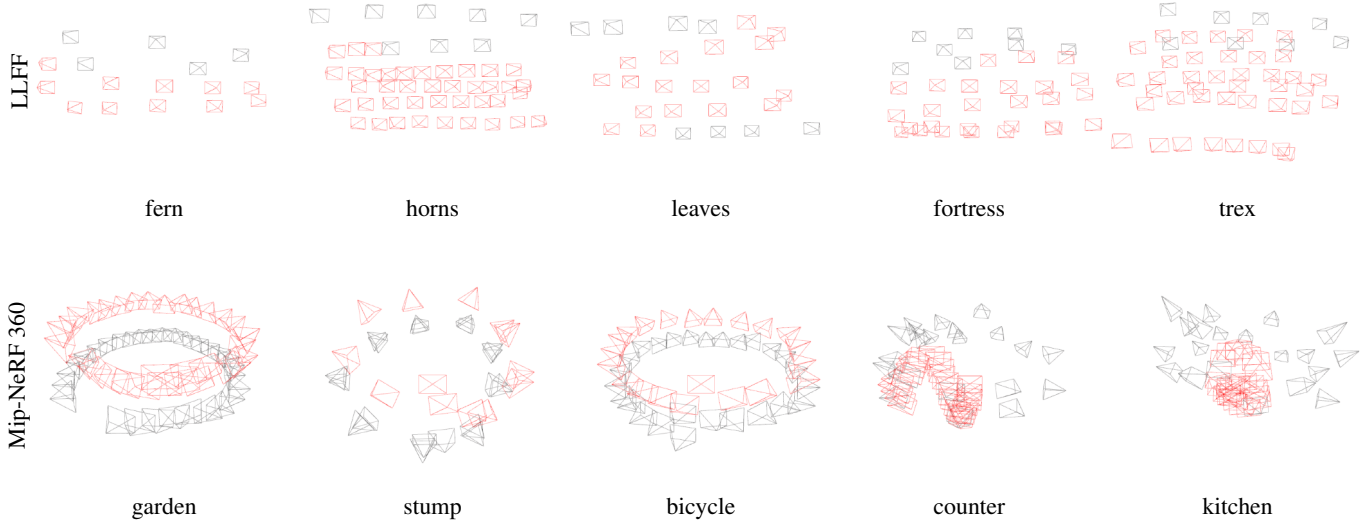 LLFF
fern
horns
leaves
fortress
trex
Mip-NeRF 360
garden
stump
bicycle
counter
kitchen